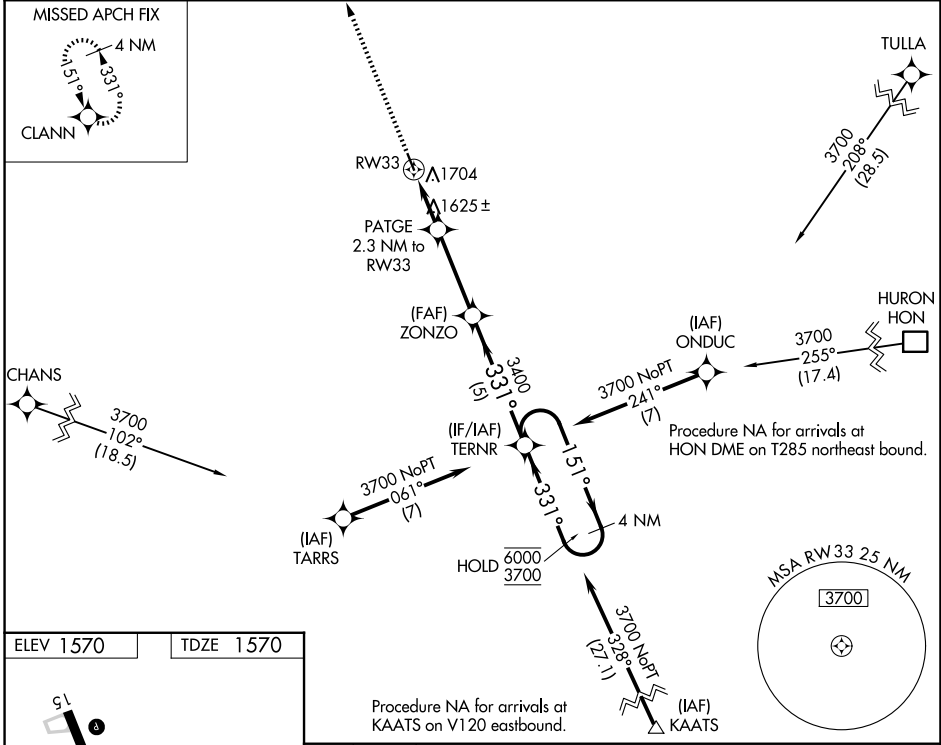 MISSED APCH FIX
4 NM
151°
331°
CLANN
TULLA
3700
208°
(28.5)
RW33
1704
1625 ±
PATGE
2.3 NM to
RW33
(FAF)
ZONZO
HURON
HON
3700
255°
(17.4)
(IAF)
ONDUC
3700 NoPT
241°
(7)
3400
331°
(5)
CHANS
3700
102°
(18.5)
(IF/IAF)
TERNR
Procedure NA for arrivals at
HON DME on T285 northeast bound.
151°
331°
4 NM
3700 NoPT
061°
(7)
(IAF)
TARRS
HOLD 6000
3700
MSA RW33 25 NM
3700
3700 NoPT
328°
(27.1)
(IAF)
KAATS
Procedure NA for arrivals at
KAATS on V120 eastbound.
ELEV 1570
TDZE 1570
15
P